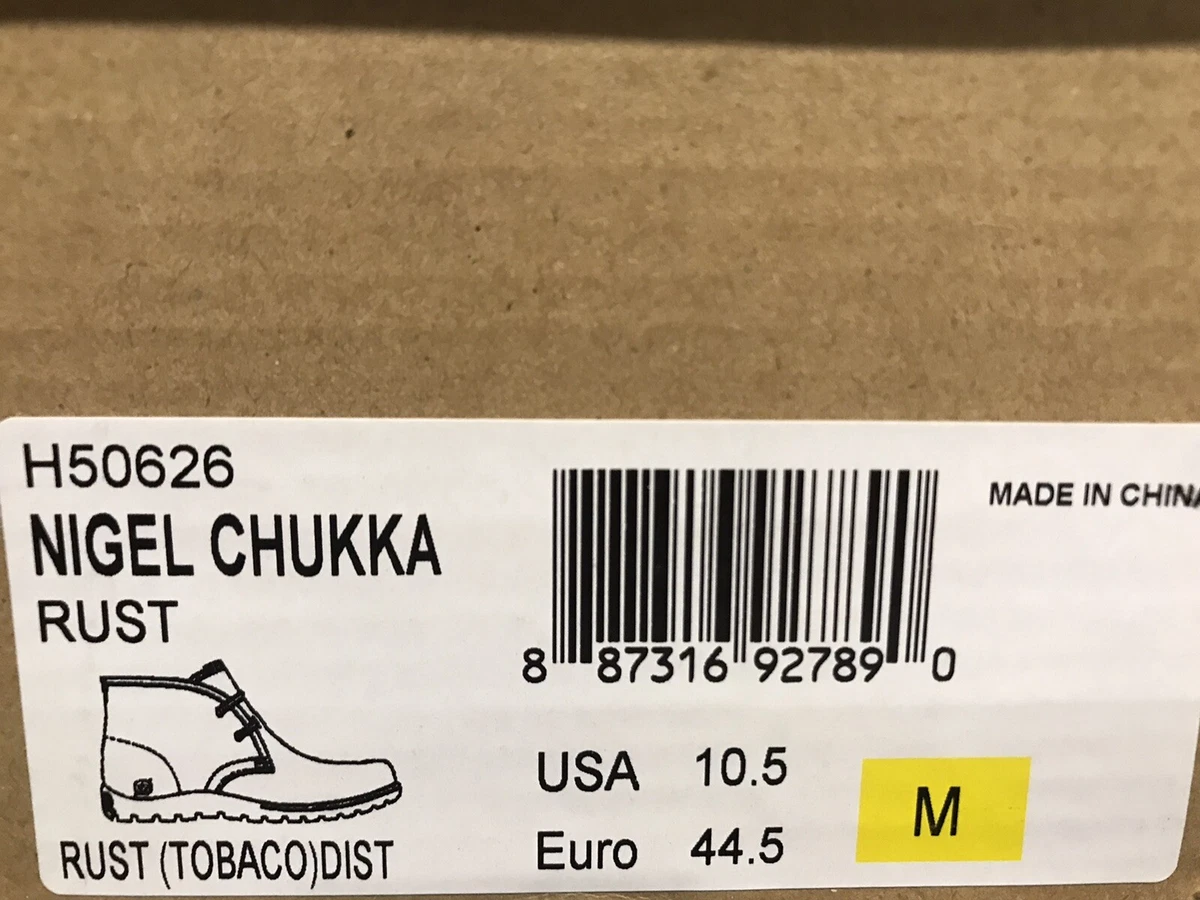 H50626
NIGEL CHUKKA
RUST
RUST (TOBACO)DIST
8 87316 92789 0
USA 10.5
Euro 44.5
M
MADE IN CHINA